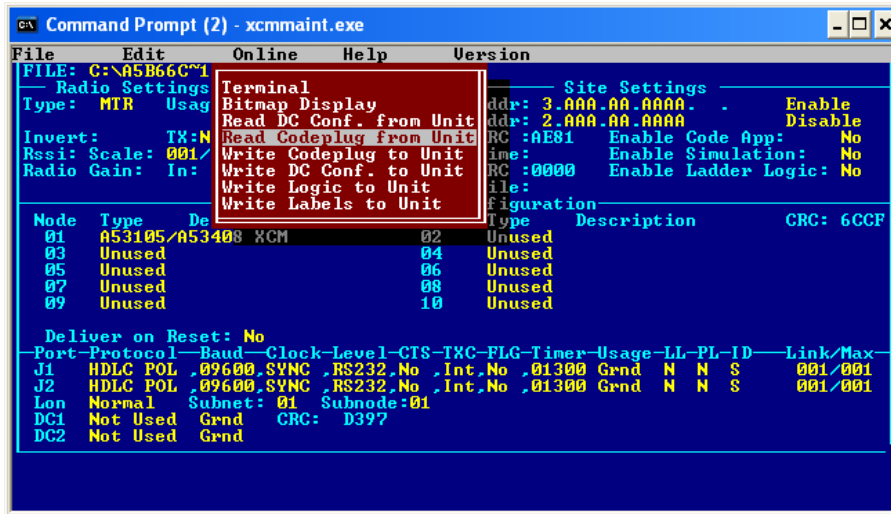 Command Prompt (2) - xcmmaint.exe
File Edit Online Help Version
FILE: C:\A5B66C~1
Radio Settings Terminal Site Settings
Type: MTR Usag Bitmap Display ddr: 3.AAA.AA.AAAA. . Enable
Read DC Conf. from Unit ddr: 2.AAA.AA.AAAA. Disable
Invert: TX:N Read Codeplug from Unit RC :AE81 Enable Code App: No
Rssi: Scale: 001/ Write Codeplug to Unit ime: Enable Simulation: No
Radio Gain: In: Write DC Conf. to Unit RC :0000 Enable Ladder Logic: No
Write Logic to Unit ile:
Write Labels to Unit figuration
Node Type De Type Description CRC: 6CCF
01 A53105/A53408 XCM 02 Unused
03 Unused 04 Unused
05 Unused 06 Unused
07 Unused 08 Unused
09 Unused 10 Unused
Deliver on Reset: No
Port-Protocol-Baud-Clock-Level-CTS-TXC-FLG-Timer-Usage-LL-PL-ID-Link/Max
J1 HDLC POL ,09600,SYNC ,RS232,No ,Int,No ,01300 Grnd N N S 001/001
J2 HDLC POL ,09600,SYNC ,RS232,No ,Int,No ,01300 Grnd N N S 001/001
Lon Normal Subnet: 01 Subnode:01
DC1 Not Used Grnd CRC: D397
DC2 Not Used Grnd